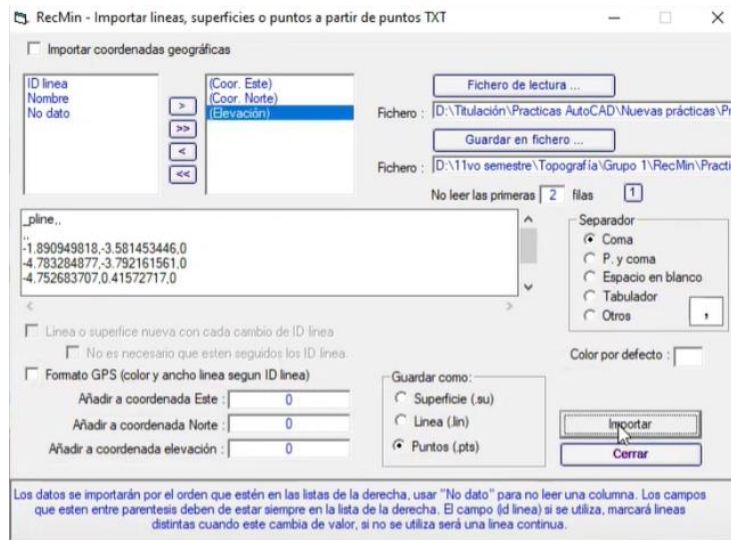 RecMin - Importar lineas, superficies o puntos a partir de puntos TXT
Importar coordenadas geográficas
ID linea
Nombre
No dato
>
>>
<
<<
(Coor. Este)
(Coor. Norte)
(Elevación)
Fichero de lectura ...
Fichero : D:\Titulación\Practicas AutoCAD\Nuevas prácticas\Pr
Guardar en fichero ...
Fichero : D:\11vo semestre\Topografía\Grupo 1\RecMin\Practi
No leer las primeras 2 filas 1
_pline,,
,,
-1.890949818,-3.581453446,0
-4.783284877,-3.792161561,0
-4.752683707,0.41572717,0
Separador
Coma
P. y coma
Espacio en blanco
Tabulador
Otros ,
Linea o superfice nueva con cada cambio de ID linea
No es necesario que esten seguidos los ID linea.
Formato GPS (color y ancho linea segun ID linea)
Añadir a coordenada Este : 0
Añadir a coordenada Norte : 0
Añadir a coordenada elevación : 0
Guardar como:
Superficie (.su)
Linea (.lin)
Puntos (.pts)
Color por defecto :
Importar
Cerrar
Los datos se importarán por el orden que estén en las listas de la derecha, usar "No dato" para no leer una columna. Los campos
que esten entre parentesis deben de estar siempre en la lista de la derecha. El campo (id linea) si se utiliza, marcará lineas
distintas cuando este cambia de valor, si no se utiliza será una linea continua.